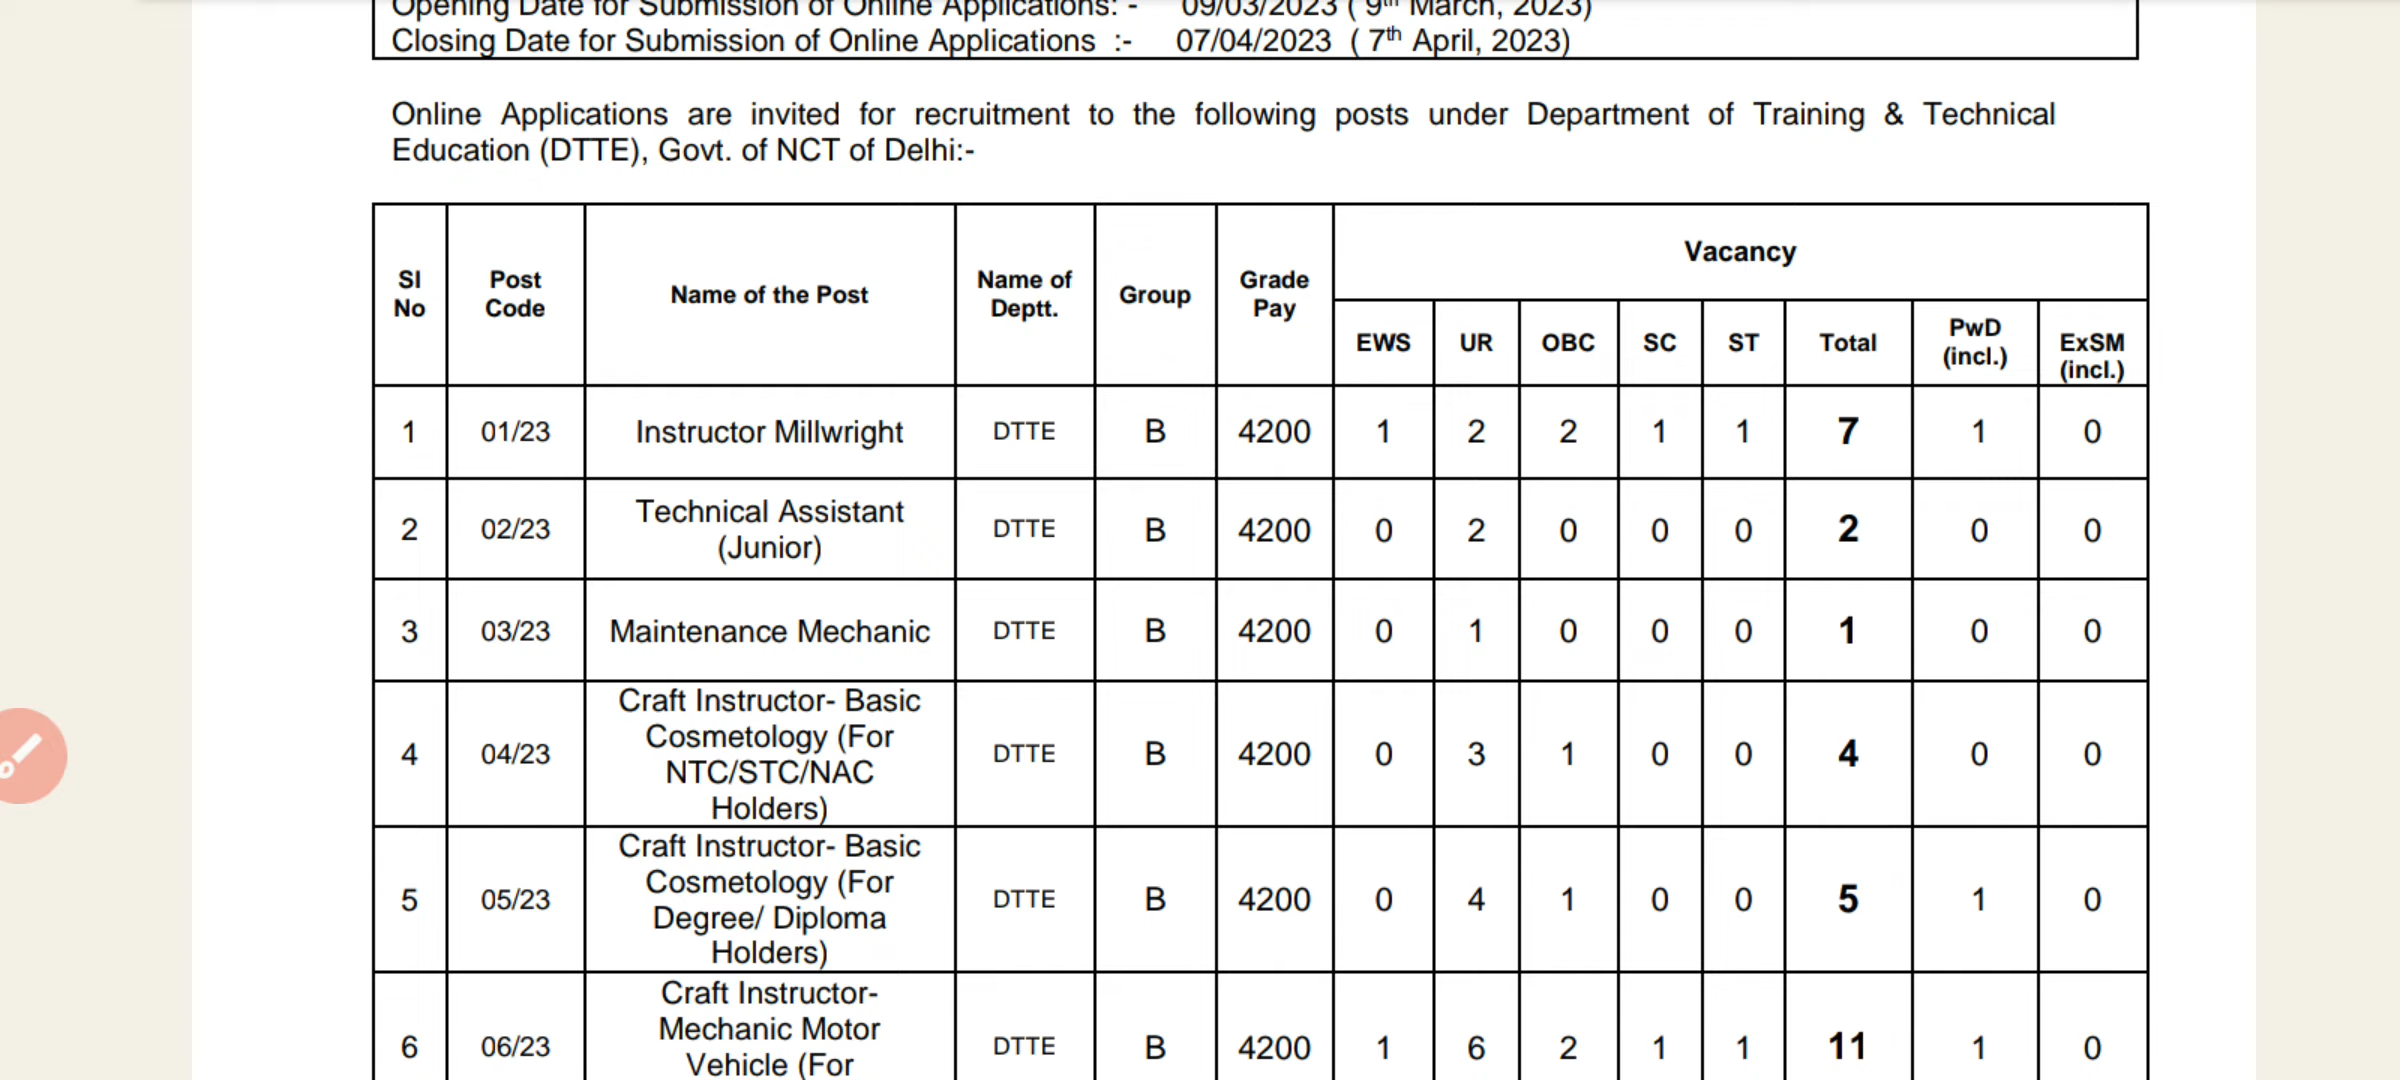 Opening Date for Submission of Online Applications: - 09/03/2023 ( 9th March, 2023)
Closing Date for Submission of Online Applications :- 07/04/2023 ( 7th April, 2023)
Online Applications are invited for recruitment to the following posts under Department of Training & Technical
Education (DTTE), Govt. of NCT of Delhi:-
Sl No Post Code Name of the Post Name of Deptt. Group Grade Pay Vacancy
EWS UR OBC SC ST Total PwD (incl.) ExSM (incl.)
1 01/23 Instructor Millwright DTTE B 4200 1 2 2 1 1 7 1 0
2 02/23 Technical Assistant (Junior) DTTE B 4200 0 2 0 0 0 2 0 0
3 03/23 Maintenance Mechanic DTTE B 4200 0 1 0 0 0 1 0 0
4 04/23 Craft Instructor- Basic Cosmetology (For NTC/STC/NAC Holders) DTTE B 4200 0 3 1 0 0 4 0 0
5 05/23 Craft Instructor- Basic Cosmetology (For Degree/ Diploma Holders) DTTE B 4200 0 4 1 0 0 5 1 0
6 06/23 Craft Instructor- Mechanic Motor Vehicle (For DTTE B 4200 1 6 2 1 1 11 1 0